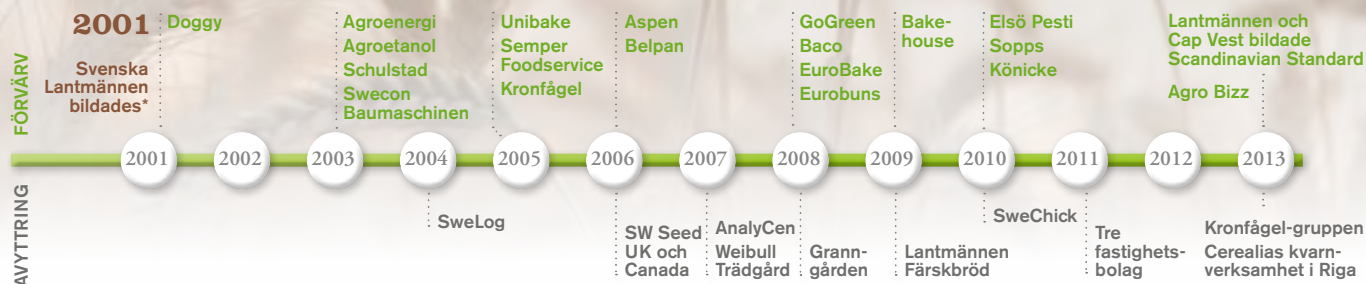 FÖRVÄRV
2001
Svenska
Lantmännen
bildades*
Doggy
Agroenergi
Agroetanol
Schulstad
Swecon
Baumaschinen
Unibake
Semper
Foodservice
Kronfågel
Aspen
Belpan
GoGreen
Baco
EuroBake
Eurobuns
Bake-
house
Elsö Pesti
Sopps
Könicke
Lantmännen och
Cap Vest bildade
Scandinavian Standard
Agro Bizz
2001
2002
2003
2004
2005
2006
2007
2008
2009
2010
2011
2012
2013
AVYTTRING
SweLog
SW Seed
UK och
Canada
AnalyCen
Weibull
Trädgård
Grann-
gården
Lantmännen
Färskbröd
SweChick
Tre
fastighets-
bolag
Kronfågel-gruppen
Cerealias kvarn-
verksamhet i Riga